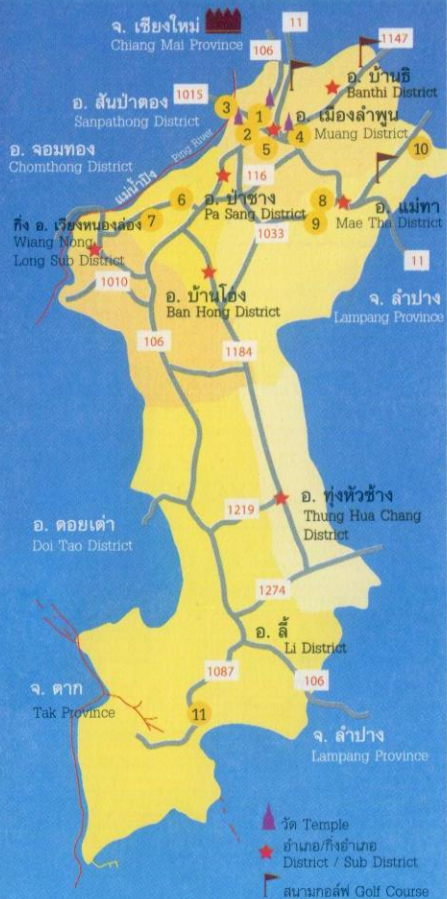 จ. เชียงใหม่
Chiang Mai Province
11
106
1147
อ. บ้านธิ
Banthi District
1015
อ. สันป่าตอง
Sanpathong District
3
1
2
5
4
อ. เมืองลำพูน
Muang District
10
อ. จอมทอง
Chomthong District
Ping River
แม่น้ำปิง
116
6
7
อ. ป่าซาง
Pa Sang District
8
9
อ. แม่ทา
Mae Tha District
กิ่ง อ. เวียงหนองล่อง
Wiang Nong
Long Sub District
1033
11
1010
อ. บ้านโฮ่ง
Ban Hong District
จ. ลำปาง
Lampang Province
106
1184
อ. ทุ่งหัวช้าง
Thung Hua Chang
District
1219
อ. ดอยเต่า
Doi Tao District
1274
อ. ลี้
Li District
1087
106
จ. ตาก
Tak Province
11
จ. ลำปาง
Lampang Province
วัด Temple
อำเภอ/กิ่งอำเภอ
District / Sub District
สนามกอล์ฟ Golf Course